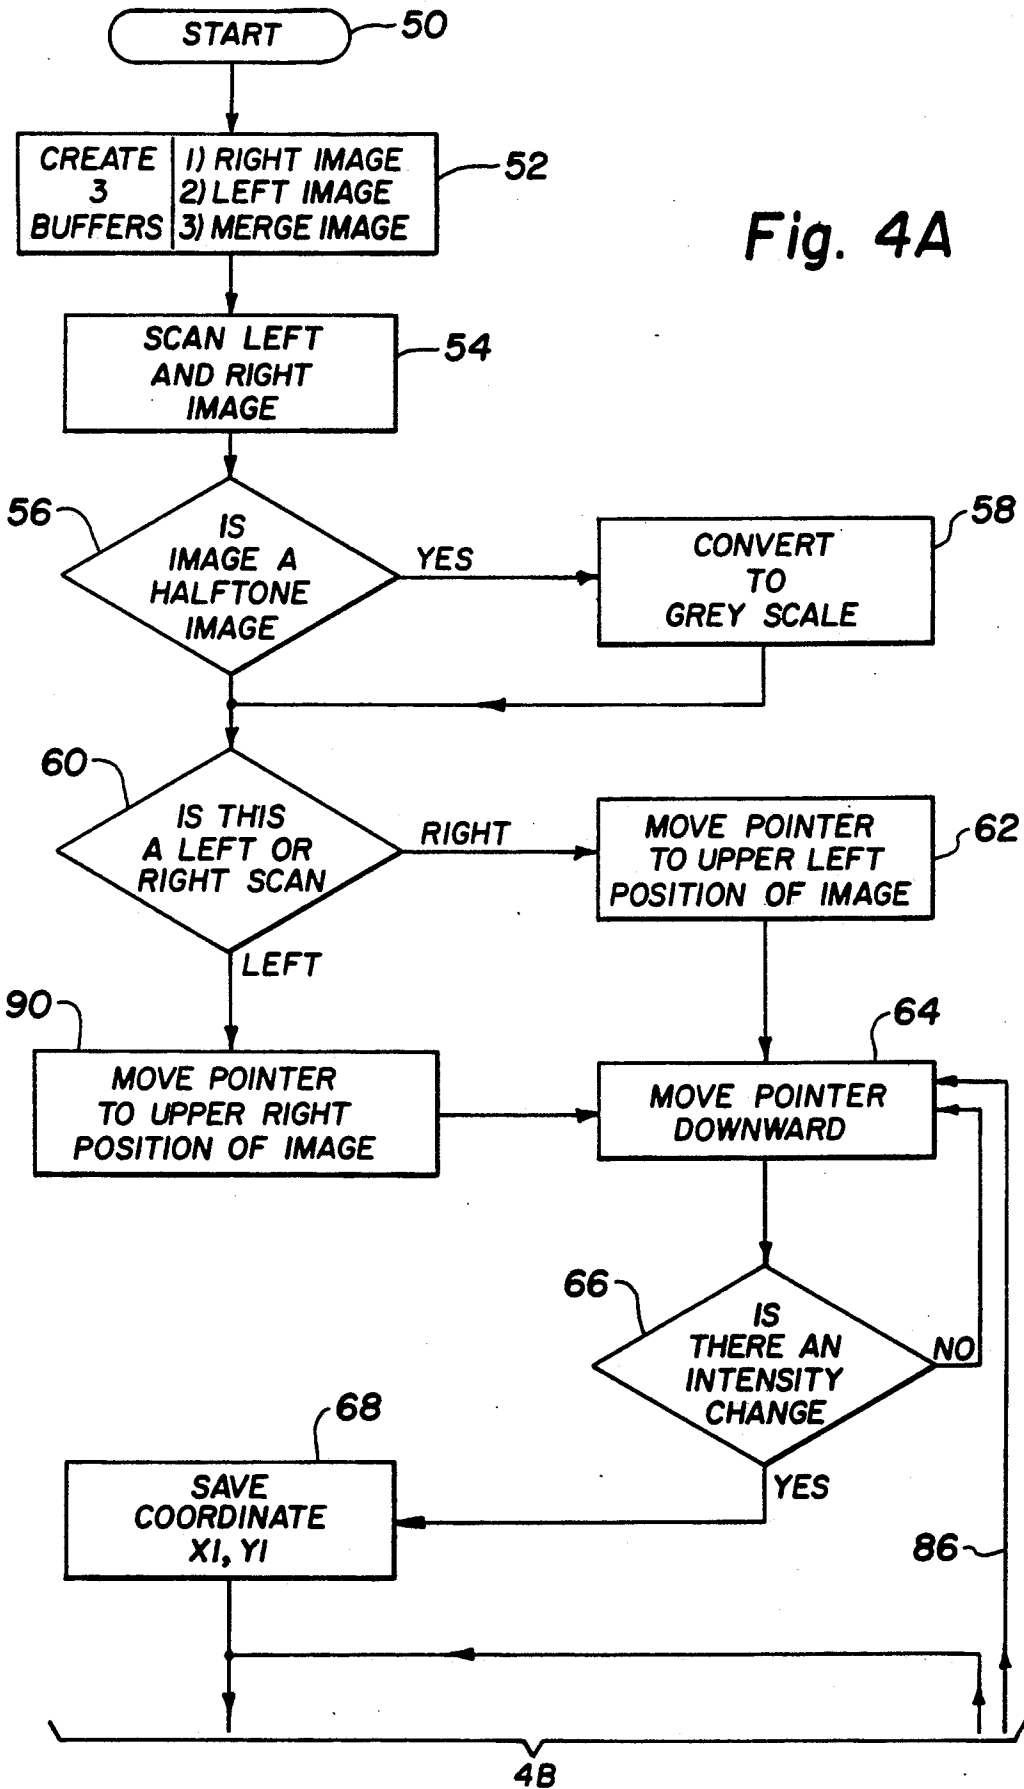 START
50
CREATE
3
BUFFERS
1) RIGHT IMAGE
2) LEFT IMAGE
3) MERGE IMAGE
52
Fig. 4A
SCAN LEFT
AND RIGHT
IMAGE
54
56
IS
IMAGE A
HALFTONE
IMAGE
YES
58
CONVERT
TO
GREY SCALE
60
IS THIS
A LEFT OR
RIGHT SCAN
RIGHT
LEFT
62
MOVE POINTER
TO UPPER LEFT
POSITION OF IMAGE
90
MOVE POINTER
TO UPPER RIGHT
POSITION OF IMAGE
64
MOVE POINTER
DOWNWARD
66
IS
THERE AN
INTENSITY
CHANGE
NO
YES
68
SAVE
COORDINATE
X1, Y1
86
4B